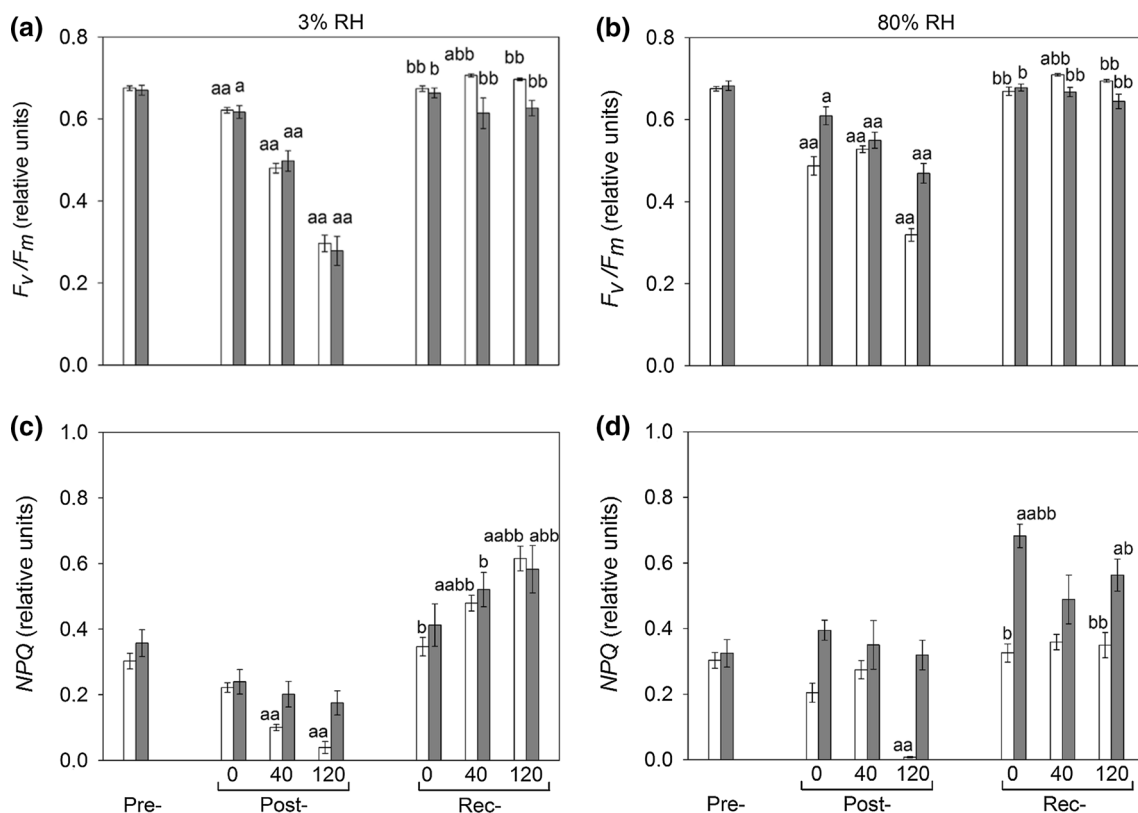 (a) 3% RH
0.8
0.6
0.4
0.2
0.0
Fv/Fm (relative units)
aa a
aa aa
aa aa
bb b
abb bb
bb bb
(b) 80% RH
0.8
0.6
0.4
0.2
0.0
Fv/Fm (relative units)
aa a
aa aa
aa aa
bb b
abb bb
bb bb
(c)
1.0
0.8
0.6
0.4
0.2
0.0
NPQ (relative units)
aa
aa
b
aabb b
aabb abb
0 40 120 0 40 120
Pre- Post- Rec-
(d)
1.0
0.8
0.6
0.4
0.2
0.0
NPQ (relative units)
aa
b aabb
bb ab
0 40 120 0 40 120
Pre- Post- Rec-